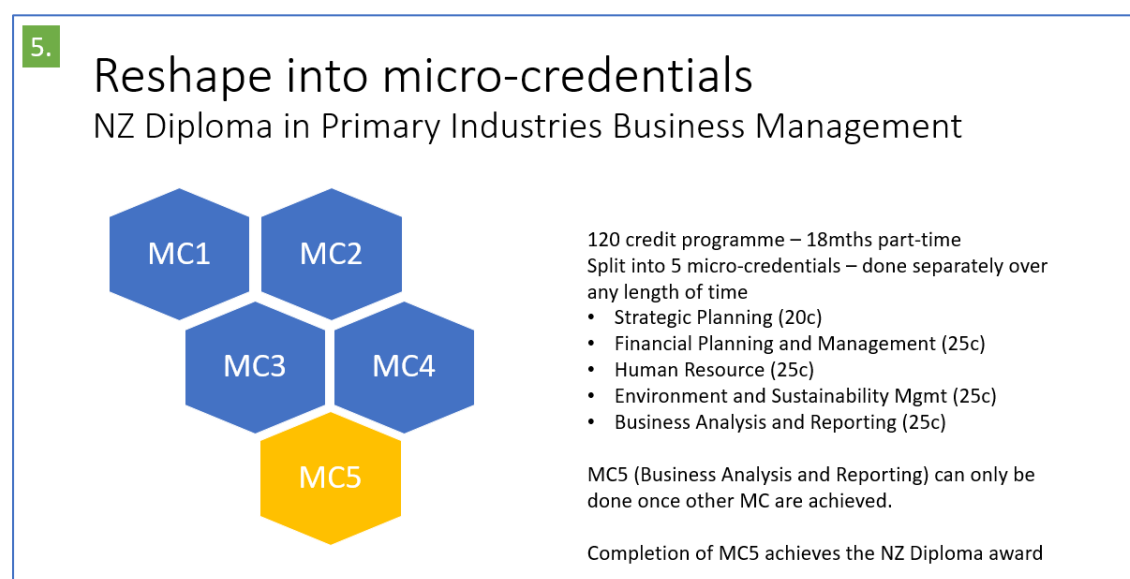 5.
Reshape into micro-credentials
NZ Diploma in Primary Industries Business Management
MC1
MC2
MC3
MC4
MC5
120 credit programme – 18mths part-time
Split into 5 micro-credentials – done separately over
any length of time
• Strategic Planning (20c)
• Financial Planning and Management (25c)
• Human Resource (25c)
• Environment and Sustainability Mgmt (25c)
• Business Analysis and Reporting (25c)
MC5 (Business Analysis and Reporting) can only be
done once other MC are achieved.
Completion of MC5 achieves the NZ Diploma award